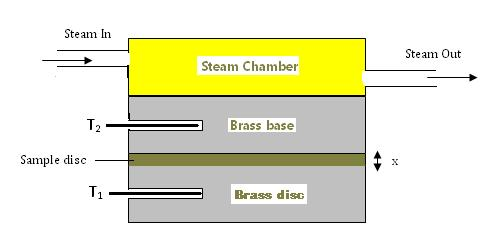 Steam In
Steam Out
Steam Chamber
T2
Brass base
Sample disc
x
T1
Brass disc